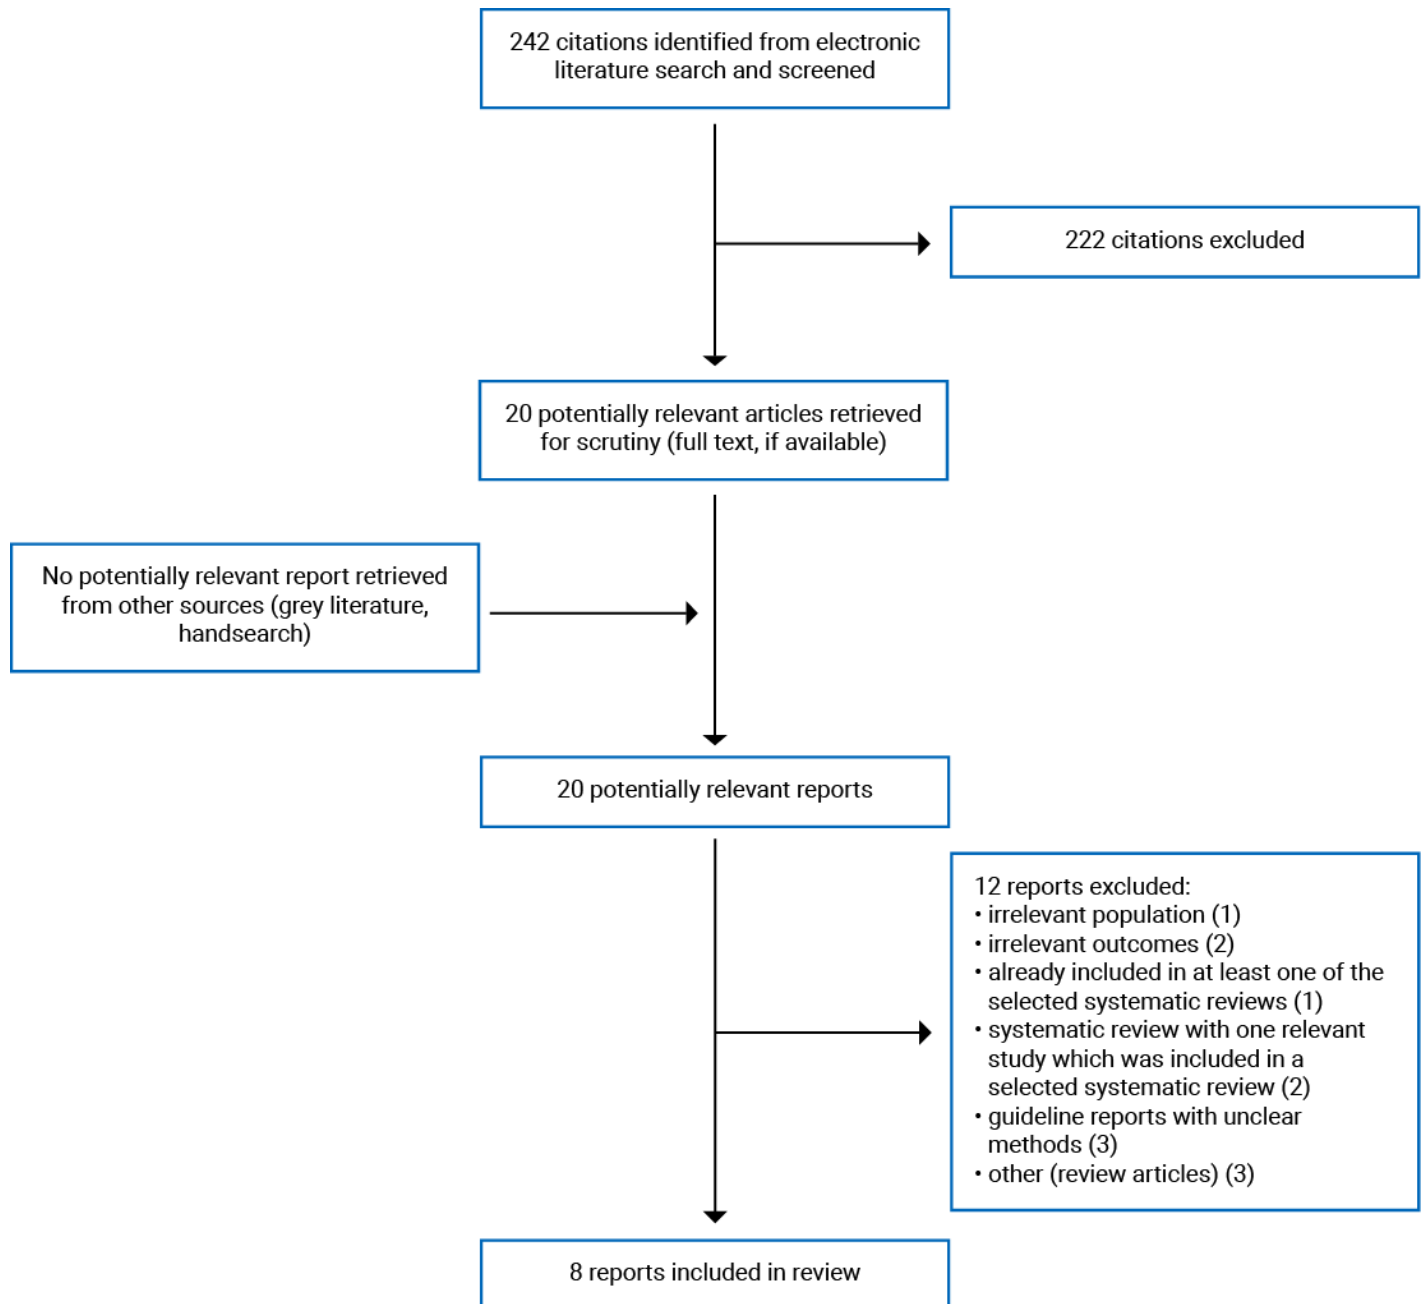 242 citations identified from electronic
literature search and screened
222 citations excluded
20 potentially relevant articles retrieved
for scrutiny (full text, if available)
No potentially relevant report retrieved
from other sources (grey literature,
handsearch)
20 potentially relevant reports
12 reports excluded:
• irrelevant population (1)
• irrelevant outcomes (2)
• already included in at least one of the
selected systematic reviews (1)
• systematic review with one relevant
study which was included in a
selected systematic review (2)
• guideline reports with unclear
methods (3)
• other (review articles) (3)
8 reports included in review